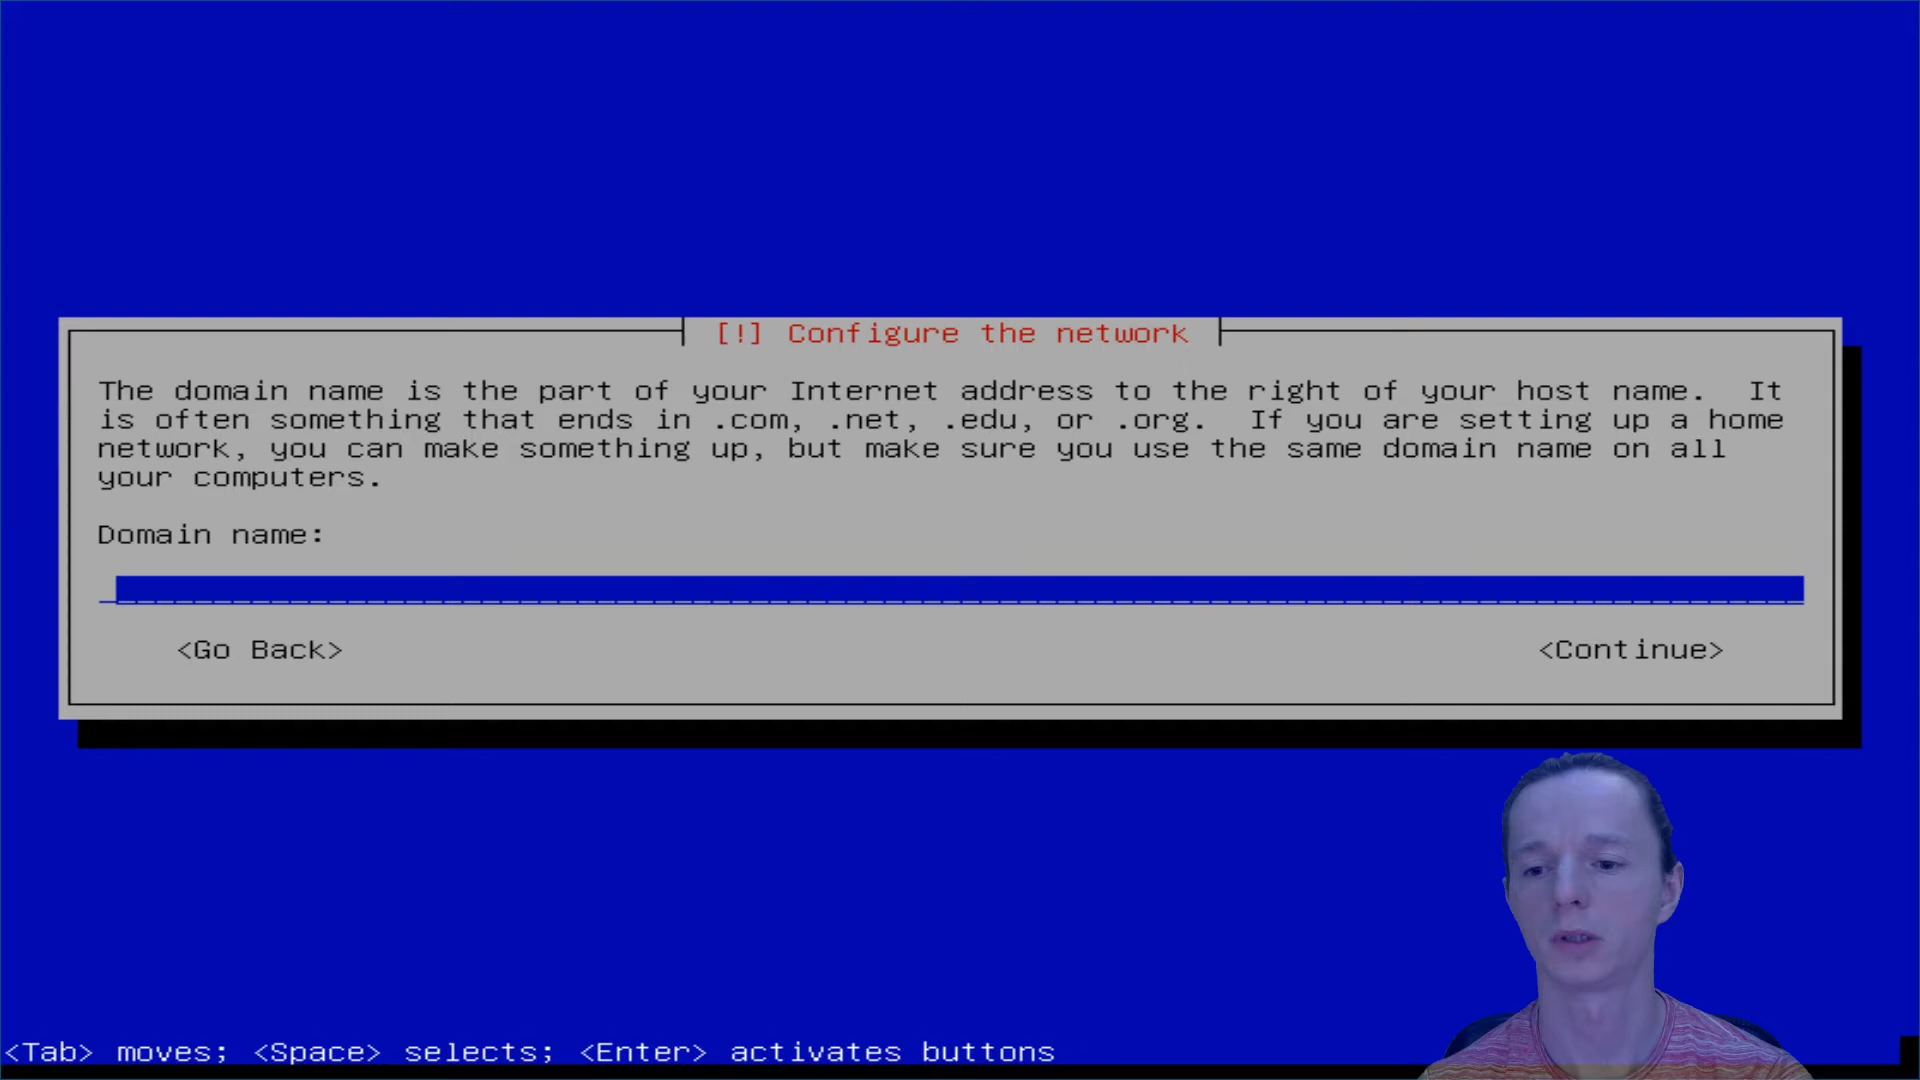 [!] Configure the network
The domain name is the part of your Internet address to the right of your host name.  It
is often something that ends in .com, .net, .edu, or .org.  If you are setting up a home
network, you can make something up, but make sure you use the same domain name on all
your computers.
Domain name:
<Go Back> <Continue>
<Tab> moves; <Space> selects; <Enter> activates buttons